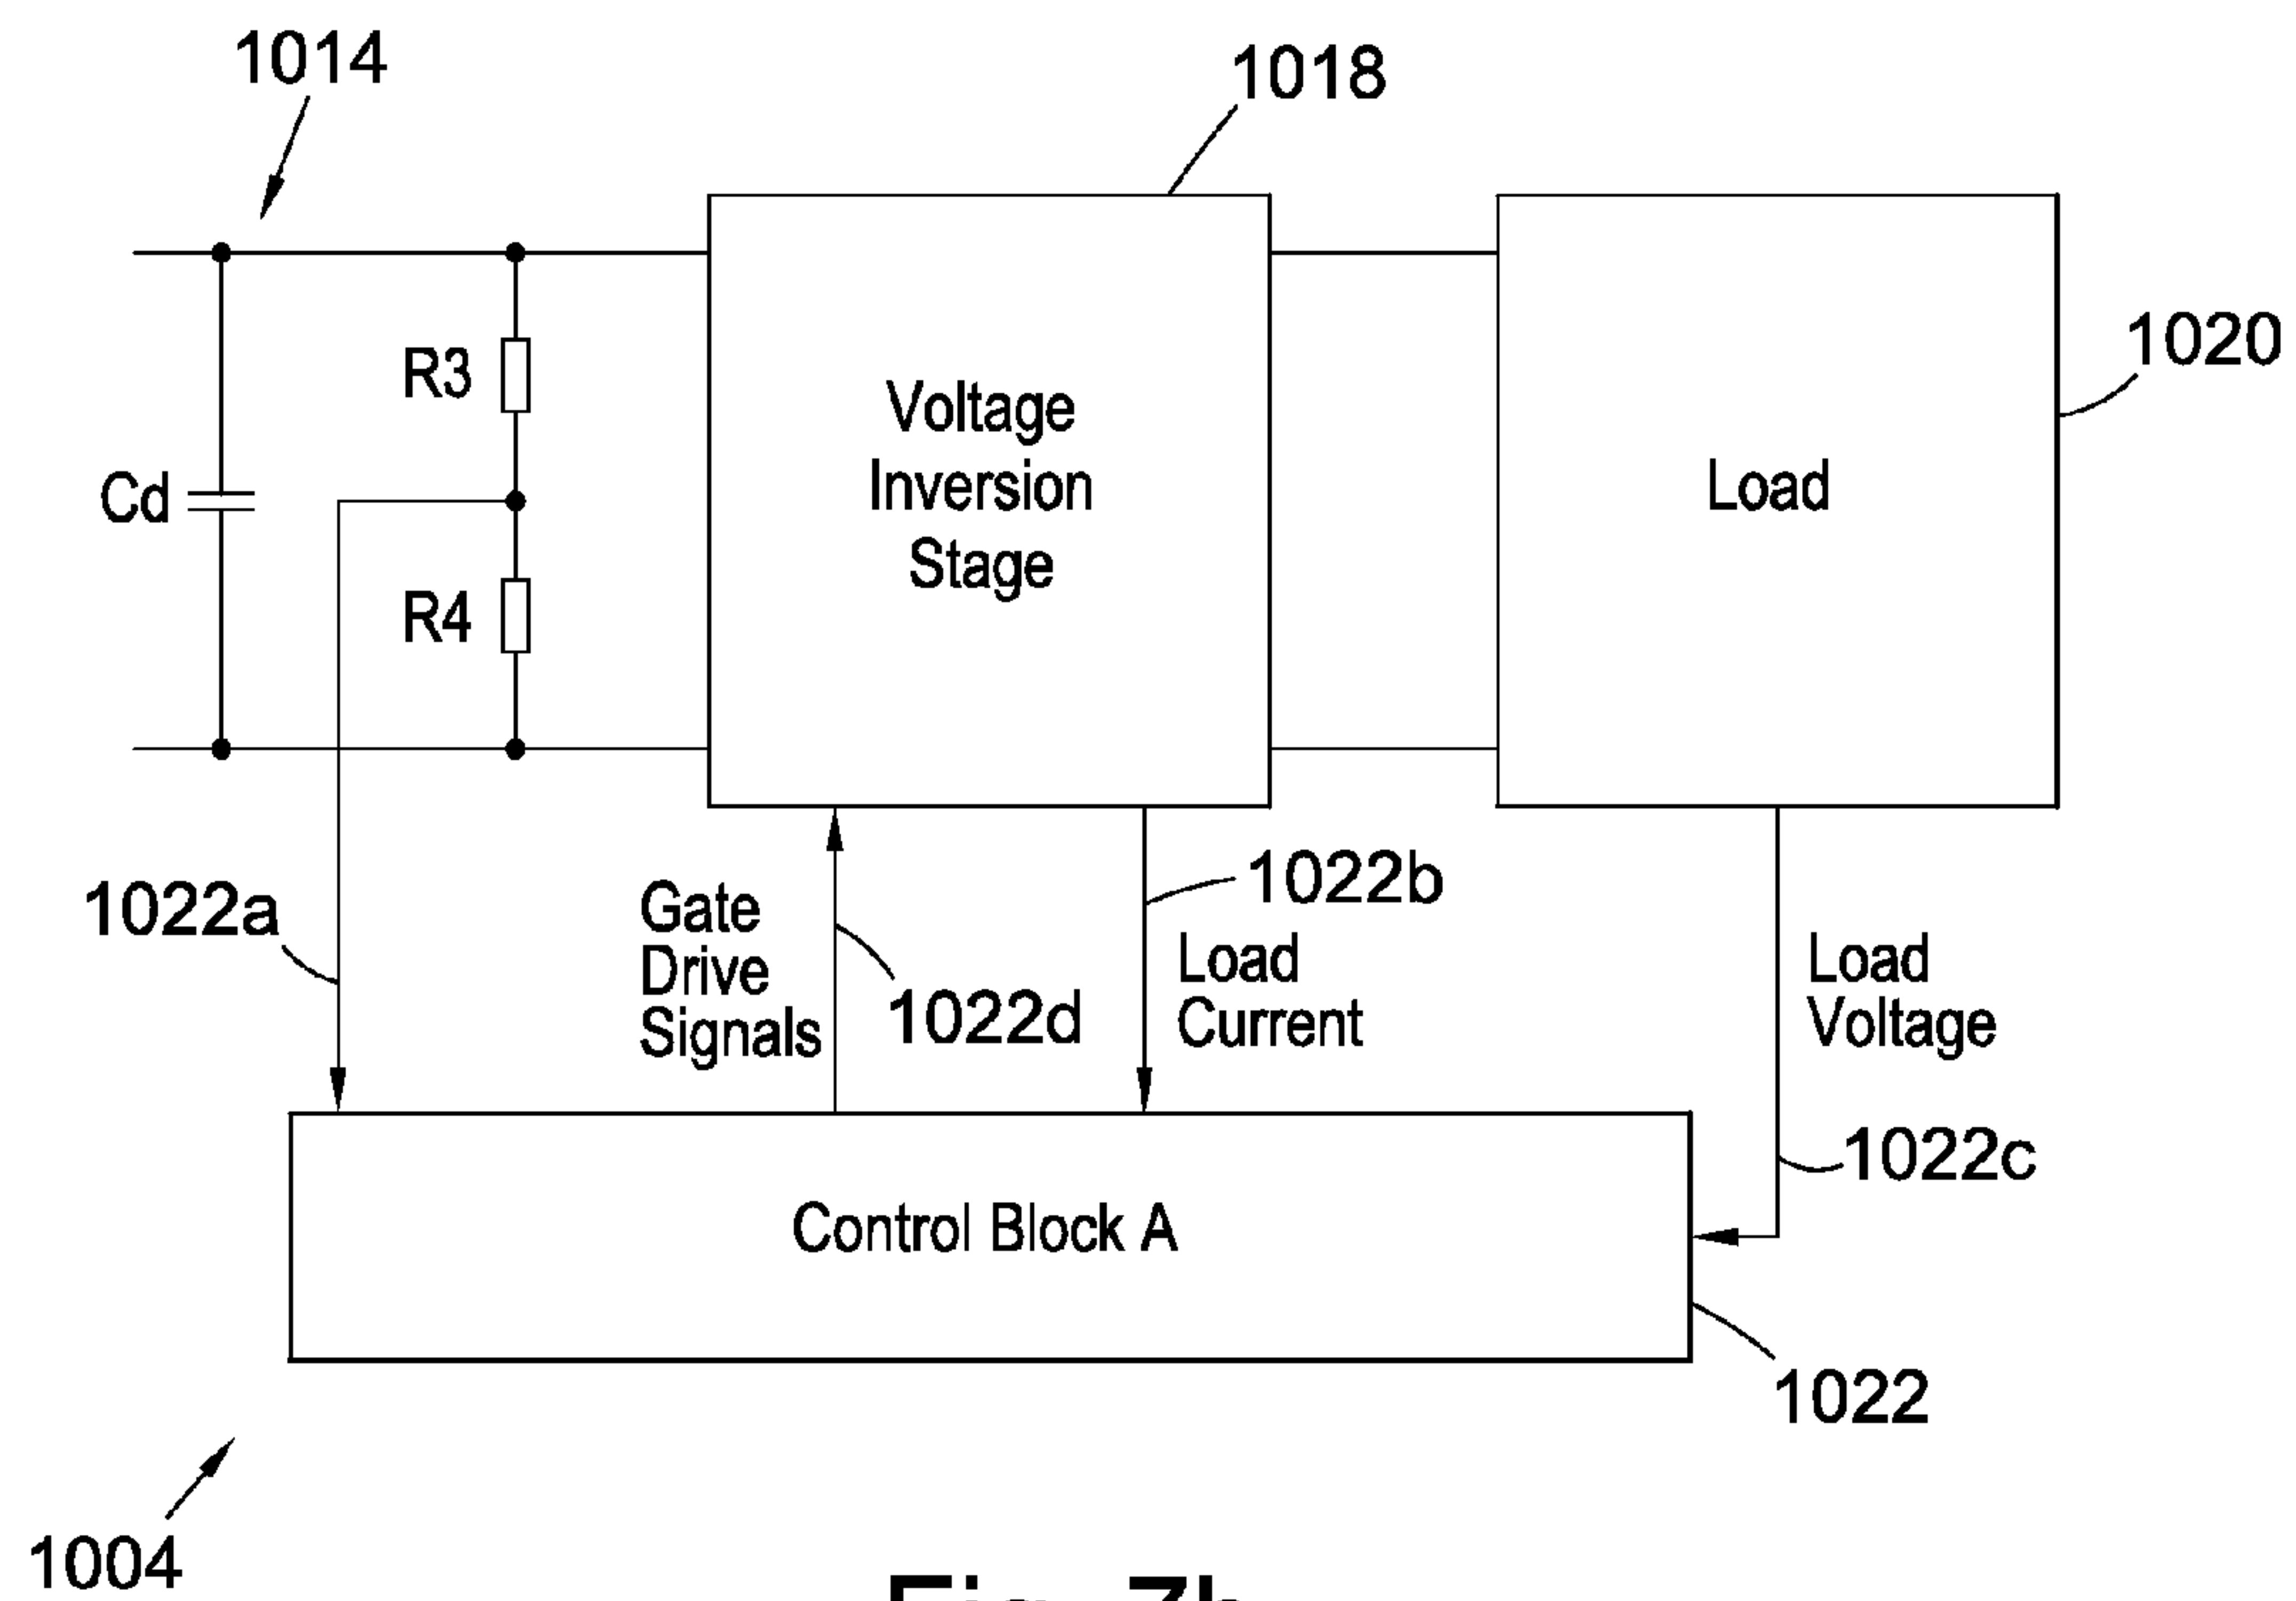 1014
1018
1020
R3
Cd
R4
Voltage
Inversion
Stage
Load
1022a
Gate
Drive
Signals
1022d
1022b
Load
Current
Load
Voltage
1022c
Control Block A
1022
1004